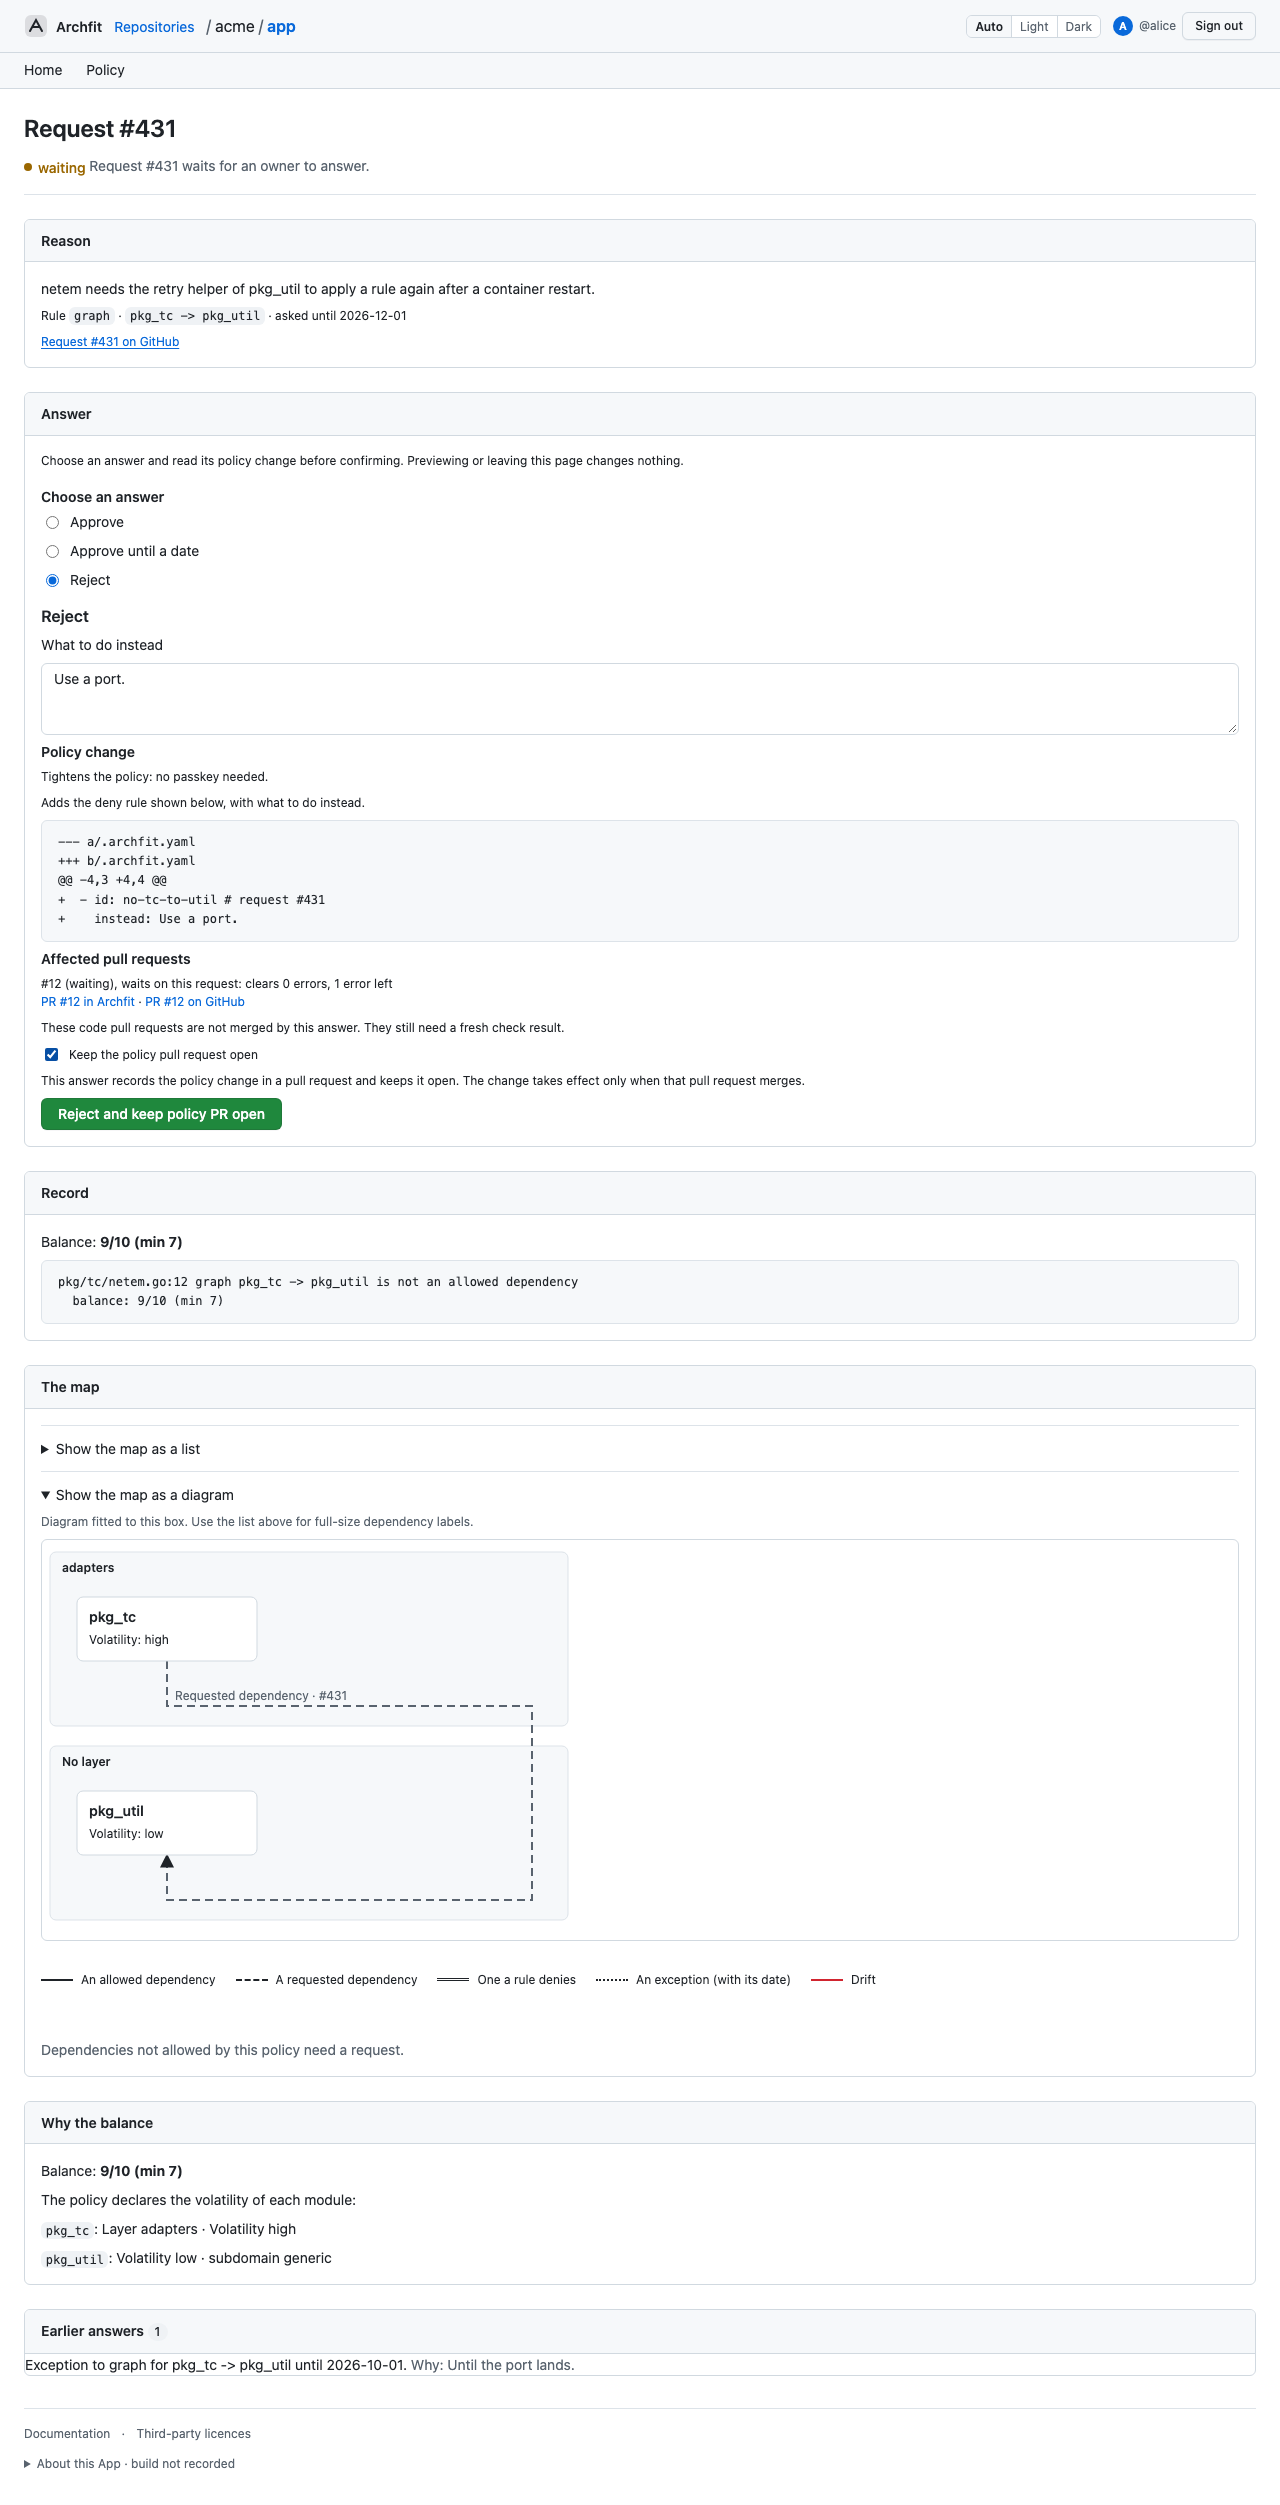 Archfit Repositories / acme / app Auto Light Dark A @alice Sign out
Home Policy
Request #431
waiting Request #431 waits for an owner to answer.
Reason
netem needs the retry helper of pkg_util to apply a rule again after a container restart.
Rule graph · pkg_tc -> pkg_util · asked until 2026-12-01
Request #431 on GitHub
Answer
Choose an answer and read its policy change before confirming. Previewing or leaving this page changes nothing.
Choose an answer
Approve
Approve until a date
Reject
Reject
What to do instead
Use a port.
Policy change
Tightens the policy: no passkey needed.
Adds the deny rule shown below, with what to do instead.
--- a/.archfit.yaml
+++ b/.archfit.yaml
@@ -4,3 +4,4 @@
+  - id: no-tc-to-util # request #431
+    instead: Use a port.
Affected pull requests
#12 (waiting), waits on this request: clears 0 errors, 1 error left
PR #12 in Archfit · PR #12 on GitHub
These code pull requests are not merged by this answer. They still need a fresh check result.
Keep the policy pull request open
This answer records the policy change in a pull request and keeps it open. The change takes effect only when that pull request merges.
Reject and keep policy PR open
Record
Balance: 9/10 (min 7)
pkg/tc/netem.go:12 graph pkg_tc -> pkg_util is not an allowed dependency
balance: 9/10 (min 7)
The map
Show the map as a list
Show the map as a diagram
Diagram fitted to this box. Use the list above for full-size dependency labels.
adapters
pkg_tc
Volatility: high
Requested dependency · #431
No layer
pkg_util
Volatility: low
An allowed dependency A requested dependency One a rule denies An exception (with its date) Drift
Dependencies not allowed by this policy need a request.
Why the balance
Balance: 9/10 (min 7)
The policy declares the volatility of each module:
pkg_tc: Layer adapters · Volatility high
pkg_util: Volatility low · subdomain generic
Earlier answers 1
Exception to graph for pkg_tc -> pkg_util until 2026-10-01. Why: Until the port lands.
Documentation · Third-party licences
About this App · build not recorded